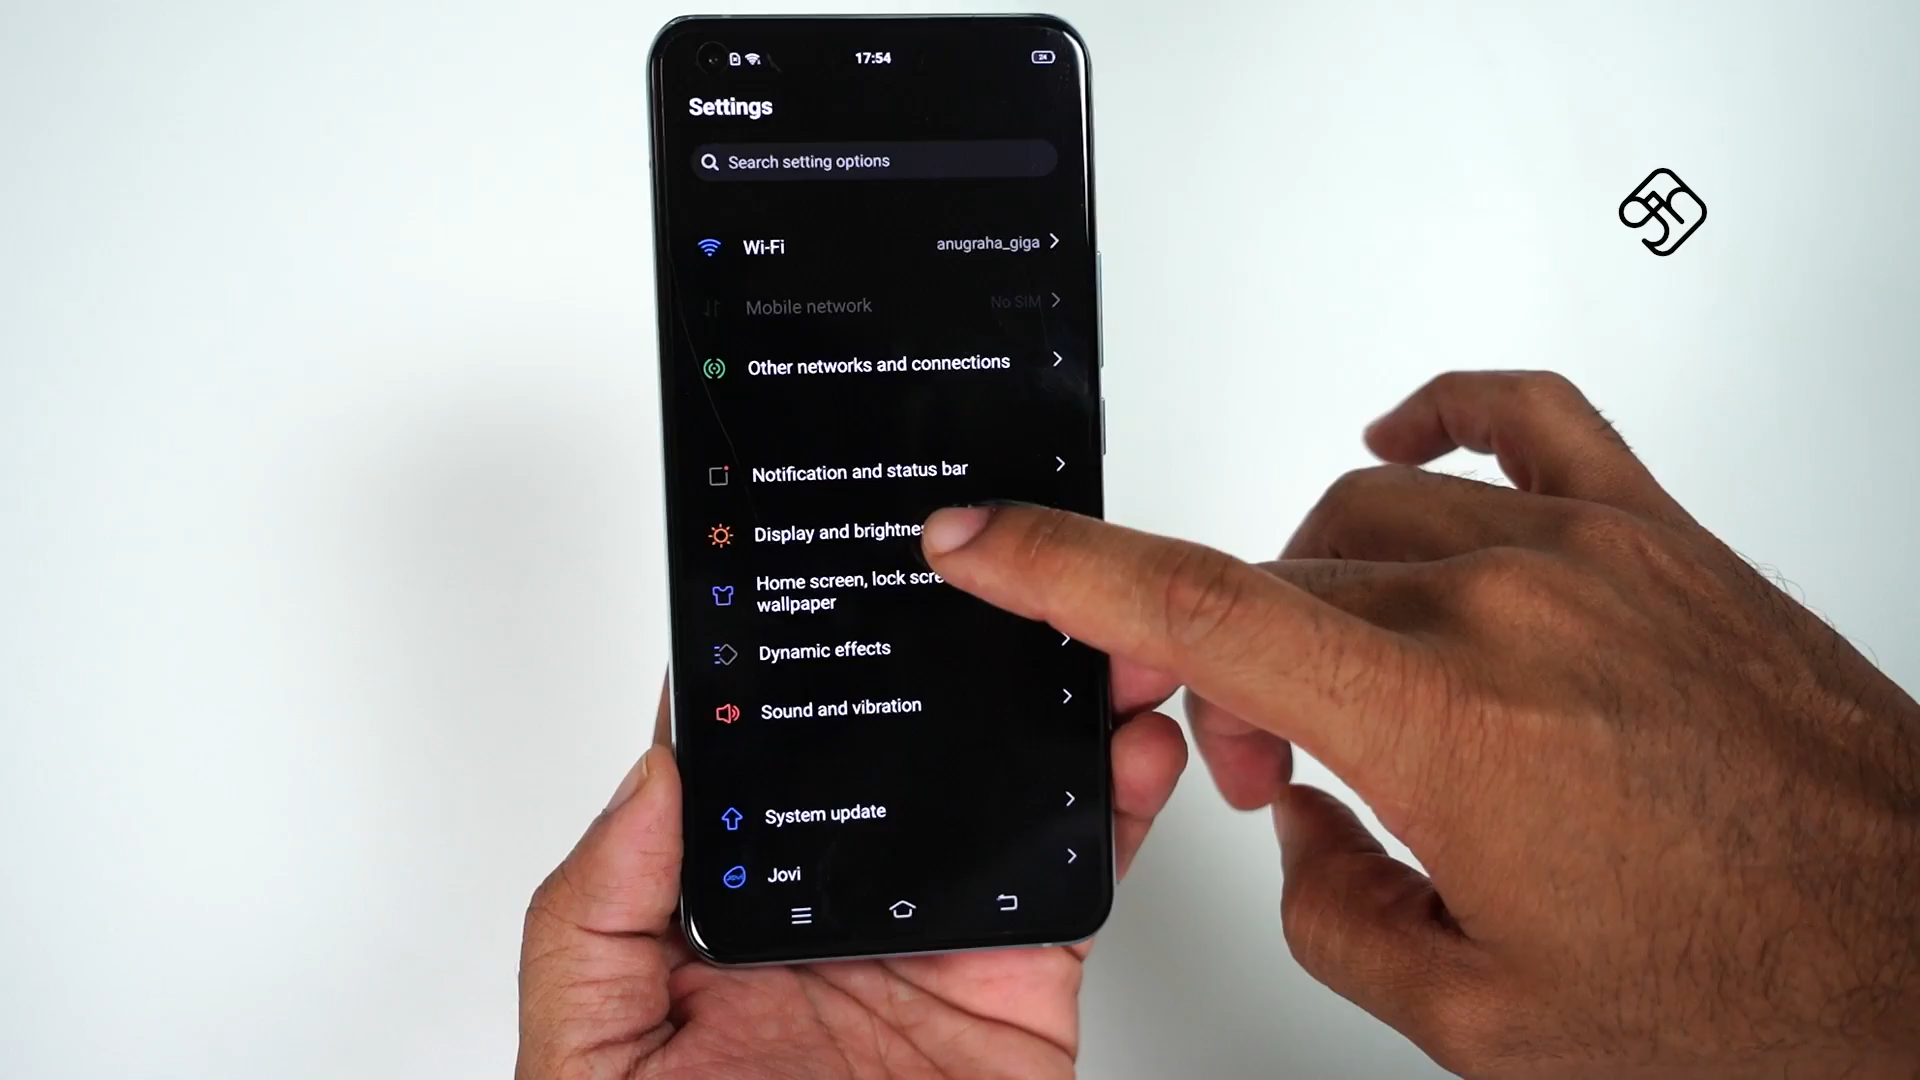 17:54
Settings
Search setting options
Wi-Fi anugraha_giga
Mobile network No SIM
Other networks and connections
Notification and status bar
Display and brightne
Home screen, lock scre
wallpaper
Dynamic effects
Sound and vibration
System update
Jovi